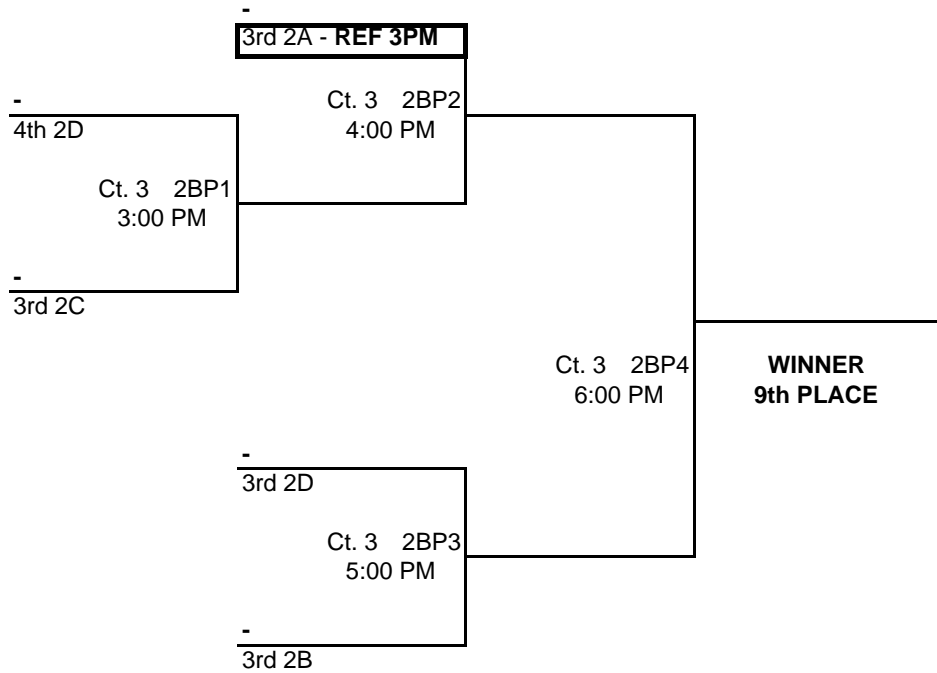 -
3rd 2A - REF 3PM
-
Ct. 3 2BP2
4th 2D
4:00 PM
Ct. 3 2BP1
3:00 PM
-
3rd 2C
Ct. 3 2BP4
WINNER
6:00 PM
9th PLACE
-
3rd 2D
Ct. 3 2BP3
5:00 PM
-
3rd 2B